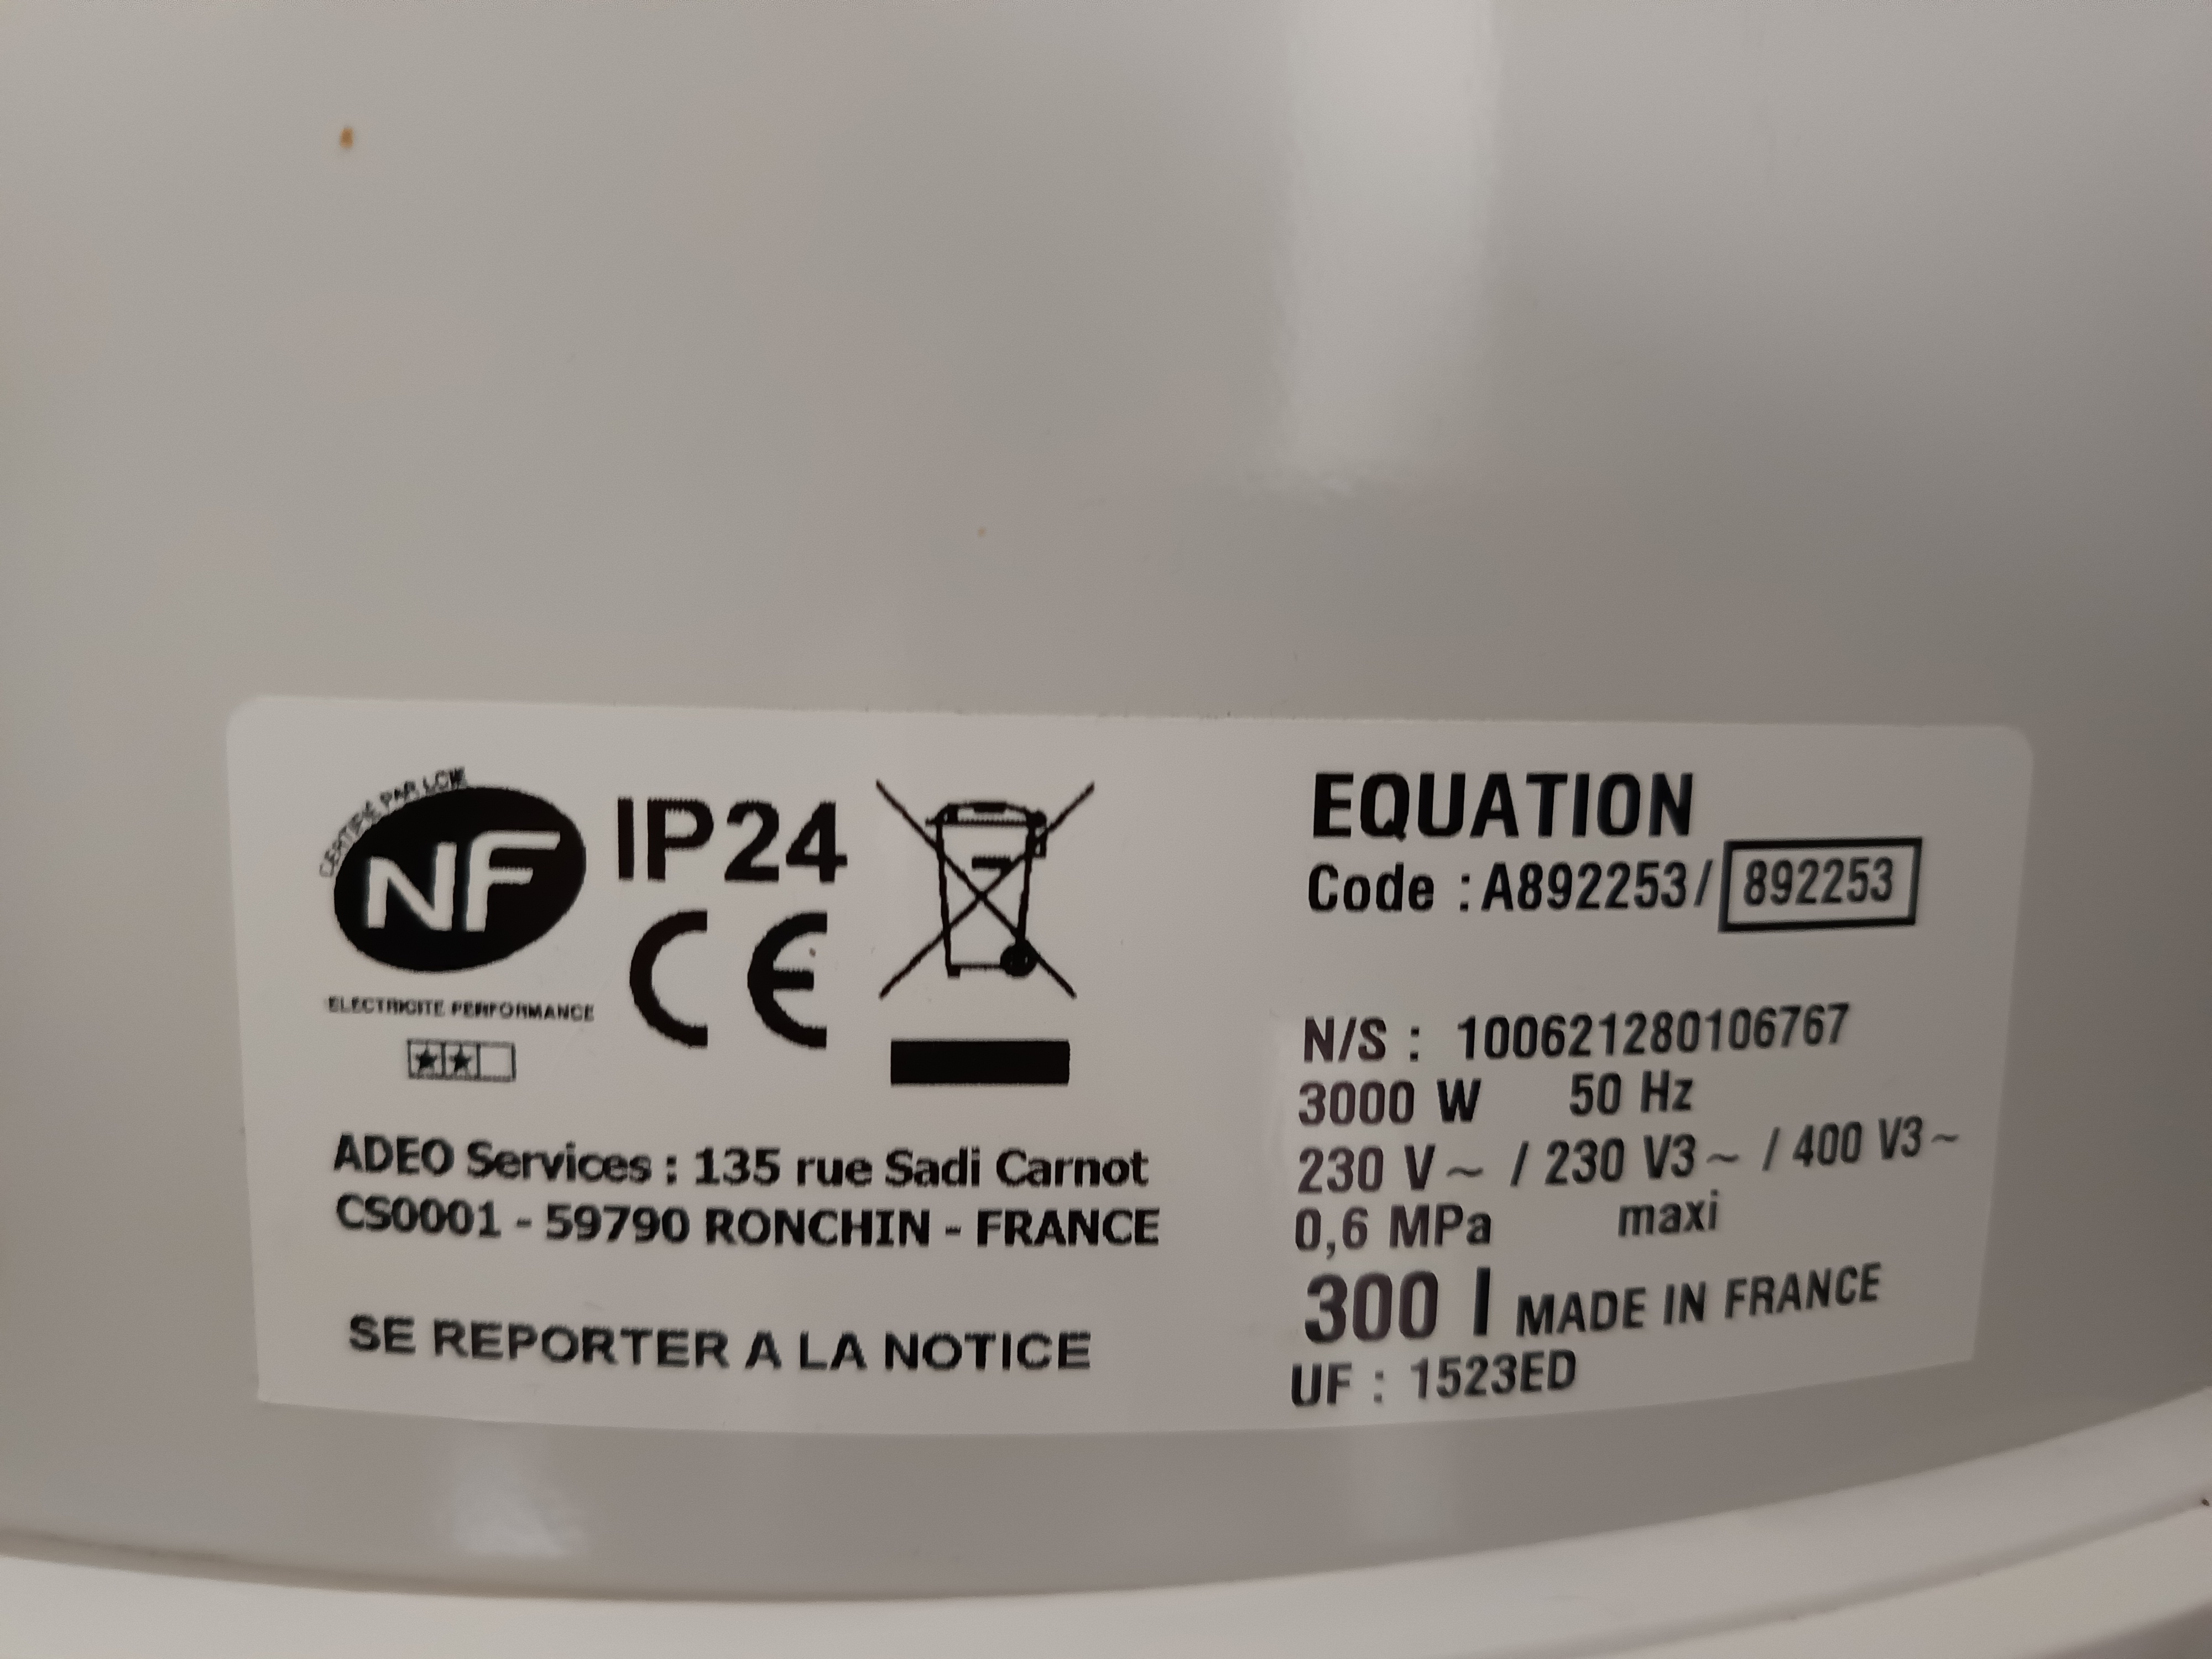 CERTIFIÉ PAR LCIE
NF
ELECTRICITE PERFORMANCE
IP24
CE
ADEO Services : 135 rue Sadi Carnot
CS0001 - 59790 RONCHIN - FRANCE
SE REPORTER A LA NOTICE
EQUATION
Code : A892253/ 892253
N/S : 100621280106767
3000 W 50 Hz
230 V ~ / 230 V3 ~ / 400 V3 ~
0,6 MPa maxi
300 l MADE IN FRANCE
UF : 1523ED